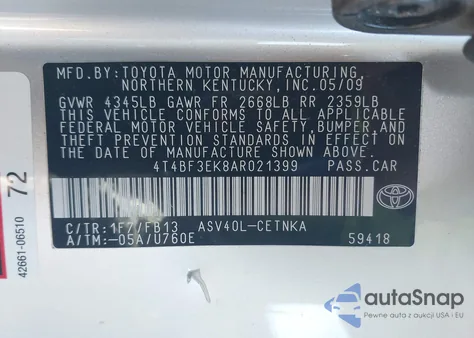 MFD. BY: TOYOTA MOTOR MANUFACTURING,
NORTHERN KENTUCKY, INC. 05/09
GVWR 4345LB GAWR FR 2668LB RR 2359LB
THIS VEHICLE CONFORMS TO ALL APPLICABLE
FEDERAL MOTOR VEHICLE SAFETY, BUMPER, AND
THEFT PREVENTION STANDARDS IN EFFECT ON
THE DATE OF MANUFACTURE SHOWN ABOVE.
4T4BF3EK8AR021399 PASS.CAR
C/TR: 1F7/FB13 ASV40L-CETNKA
A/TM: -05A/U760E 59418
TOYOTA
72
42661-06510
autoSnap
Pewne auta z aukcji USA i EU